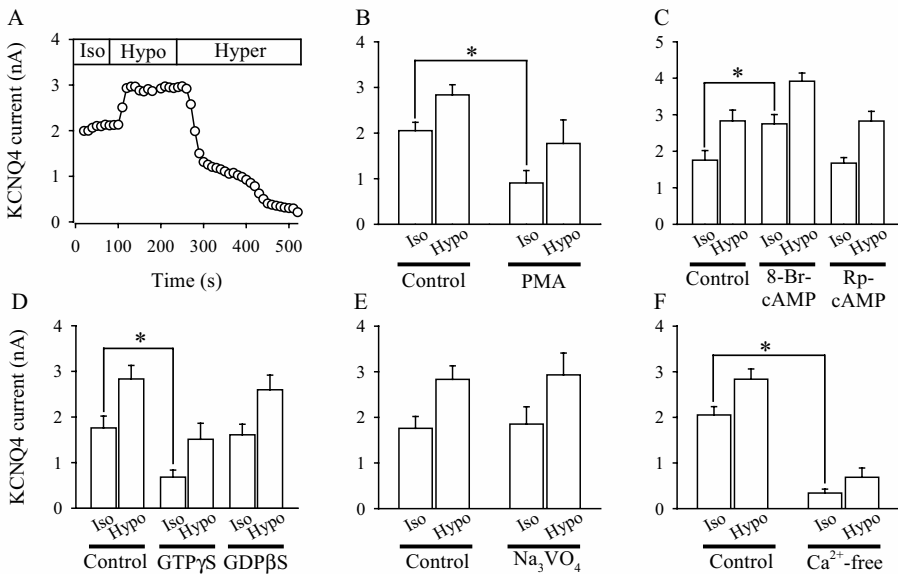 A
Iso Hypo Hyper
KCNQ4 current (nA)
4
3
2
1
0
0 100 200 300 400 500
Time (s)
B
*
4
3
2
1
0
Iso Hypo Iso Hypo
Control PMA
C
*
5
4
3
2
1
0
Iso Hypo Iso Hypo Iso Hypo
Control 8-Br-cAMP Rp-cAMP
D
*
KCNQ4 current (nA)
4
3
2
1
0
Iso Hypo Iso Hypo Iso Hypo
Control GTPγS GDPβS
E
4
3
2
1
0
Iso Hypo Iso Hypo
Control Na₃VO₄
F
*
4
3
2
1
0
Iso Hypo Iso Hypo
Control Ca²⁺-free